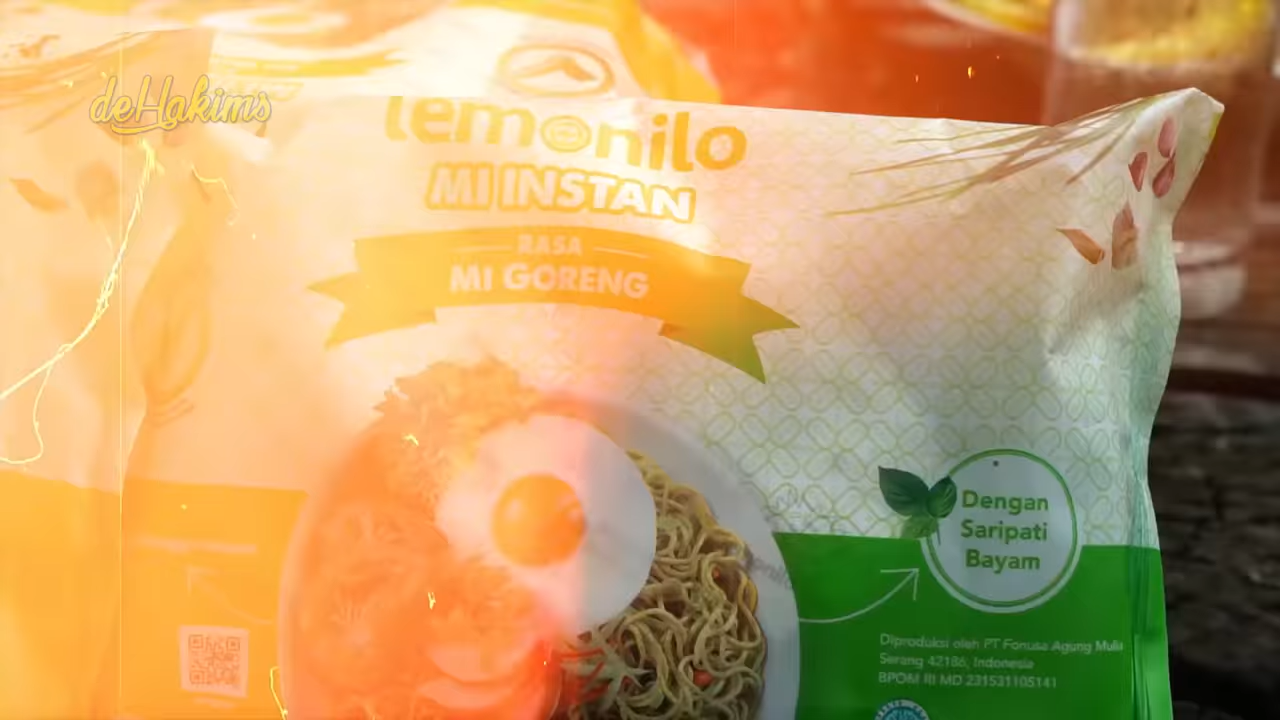 deHakims
lemonilo
MI INSTAN
RASA
MI GORENG
Dengan
Saripati
Bayam
Diproduksi oleh PT Fonusa Agung Mulia
Serang 42186, Indonesia
BPOM RI MD 231531105141